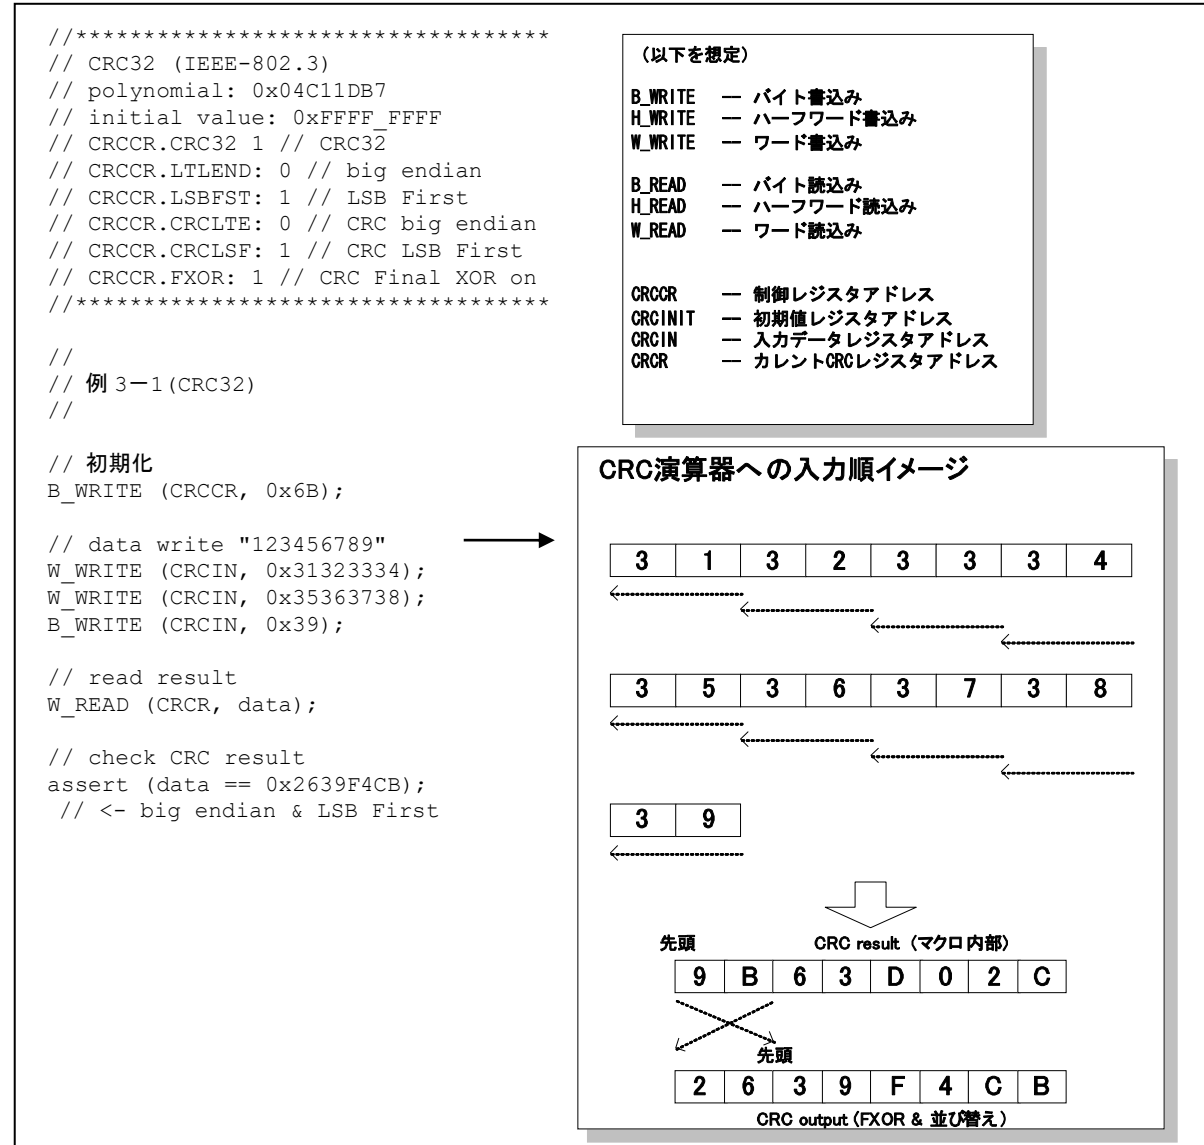 //***********************************
// CRC32 (IEEE-802.3)
// polynomial: 0x04C11DB7
// initial value: 0xFFFF_FFFF
// CRCCR.CRC32 1 // CRC32
// CRCCR.LTLEND: 0 // big endian
// CRCCR.LSBFST: 1 // LSB First
// CRCCR.CRCLTE: 0 // CRC big endian
// CRCCR.CRCLSF: 1 // CRC LSB First
// CRCCR.FXOR: 1 // CRC Final XOR on
//***********************************
//
// 例 3－1(CRC32)
//
// 初期化
B_WRITE (CRCCR, 0x6B);
// data write "123456789"
W_WRITE (CRCIN, 0x31323334);
W_WRITE (CRCIN, 0x35363738);
B_WRITE (CRCIN, 0x39);
// read result
W_READ (CRCR, data);
// check CRC result
assert (data == 0x2639F4CB);
// <- big endian & LSB First
（以下を想定）
B_WRITE ―― バイト書込み
H_WRITE ―― ハーフワード書込み
W_WRITE ―― ワード書込み
B_READ ―― バイト読込み
H_READ ―― ハーフワード読込み
W_READ ―― ワード読込み
CRCCR ―― 制御レジスタアドレス
CRCINIT ―― 初期値レジスタアドレス
CRCIN ―― 入力データレジスタアドレス
CRCR ―― カレントCRCレジスタアドレス
CRC演算器への入力順イメージ
3 1 3 2 3 3 3 4
3 5 3 6 3 7 3 8
3 9
先頭 CRC result （マクロ内部）
9 B 6 3 D 0 2 C
先頭
2 6 3 9 F 4 C B
CRC output（FXOR & 並び替え）